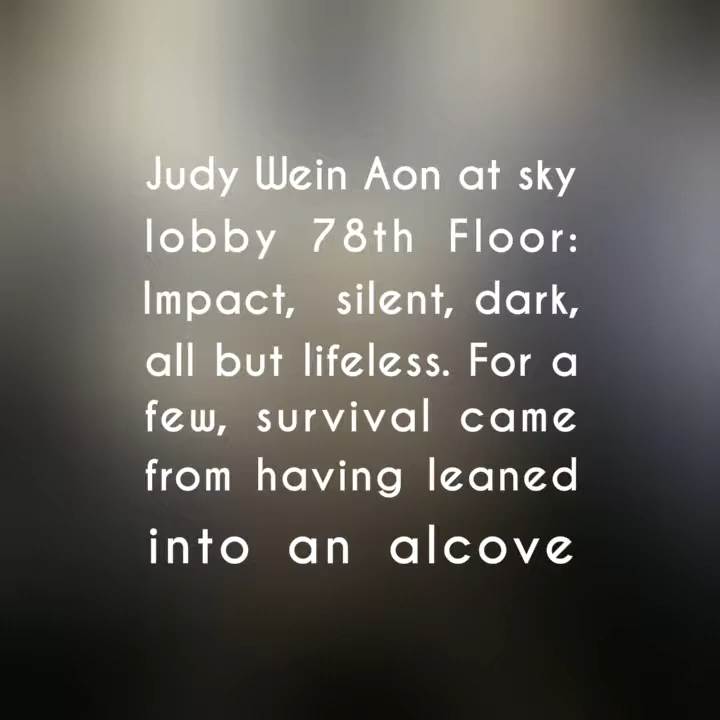 Judy Wein Aon at sky
lobby 78th Floor:
Impact, silent, dark,
all but lifeless. For a
few, survival came
from having leaned
into an alcove